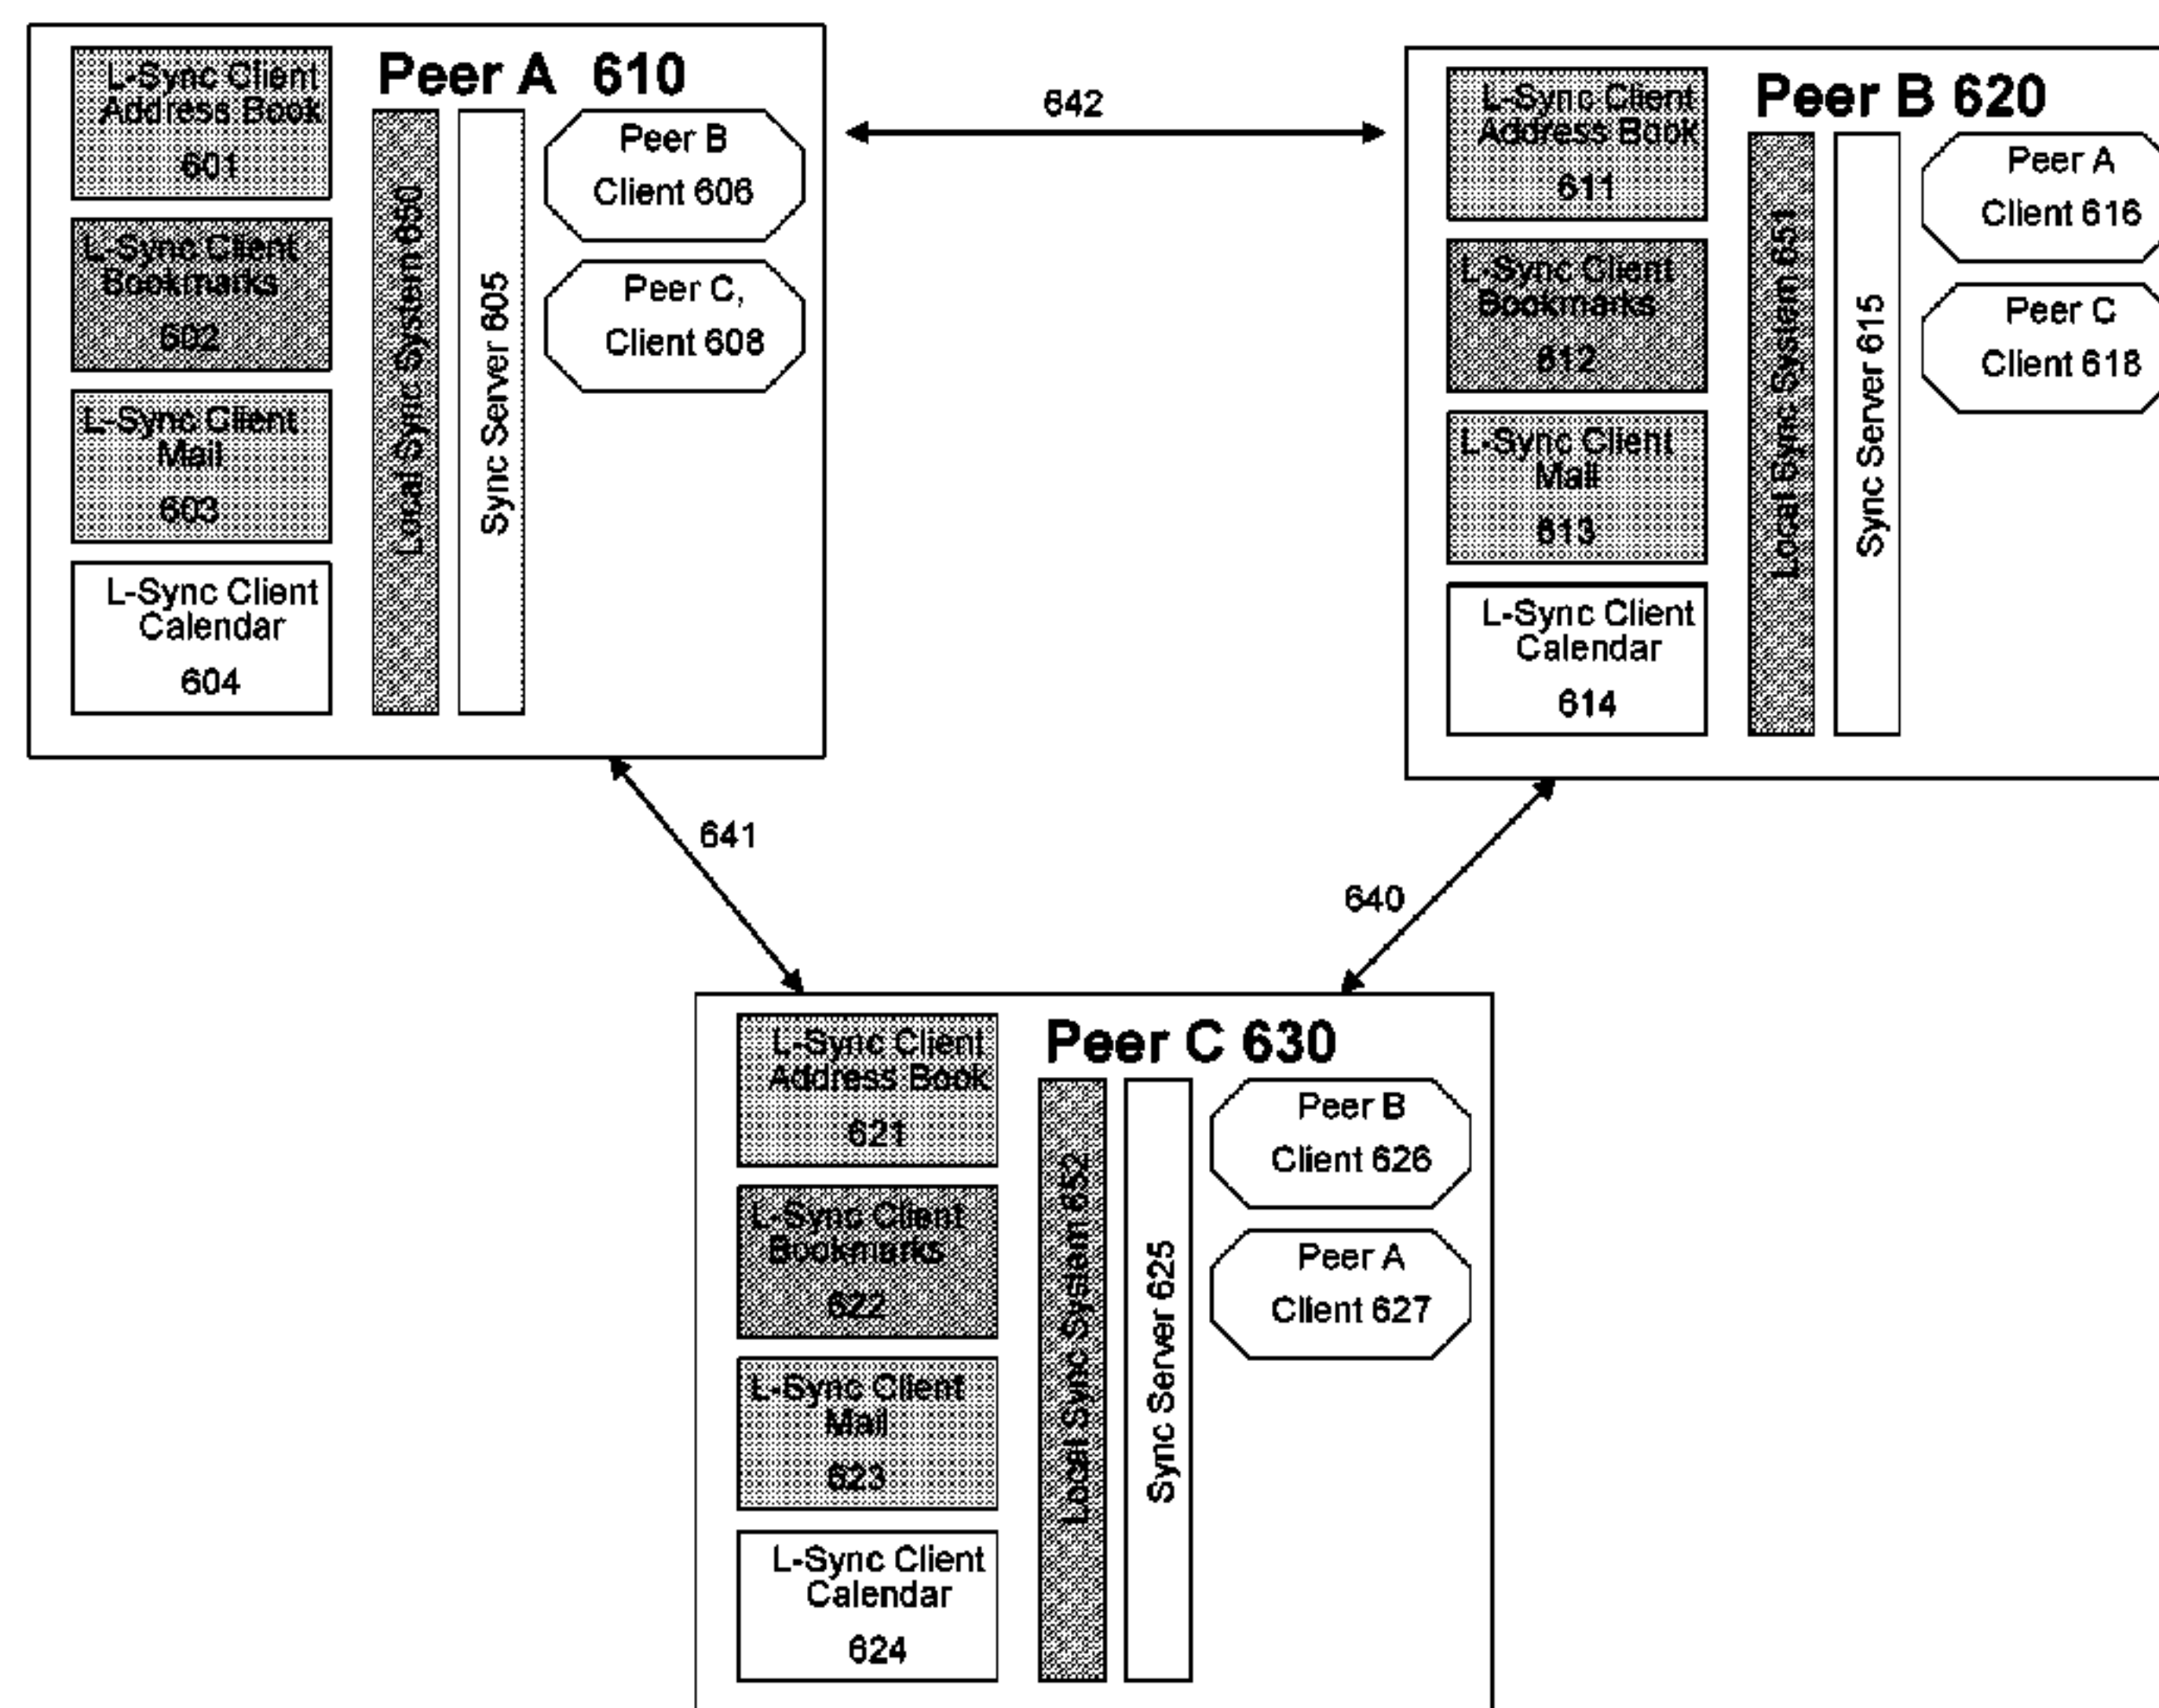 Peer A 610
L-Sync Client
Address Book
601
L-Sync Client
Bookmarks
602
L-Sync Client
Mail
603
L-Sync Client
Calendar
604
Local Sync System 650
Sync Server 605
Peer B
Client 606
Peer C,
Client 608
642
Peer B 620
L-Sync Client
Address Book
611
L-Sync Client
Bookmarks
612
L-Sync Client
Mail
613
L-Sync Client
Calendar
614
Local Sync System 651
Sync Server 615
Peer A
Client 616
Peer C
Client 618
641
640
Peer C 630
L-Sync Client
Address Book
621
L-Sync Client
Bookmarks
622
L-Sync Client
Mail
623
L-Sync Client
Calendar
624
Local Sync System 652
Sync Server 625
Peer B
Client 626
Peer A
Client 627